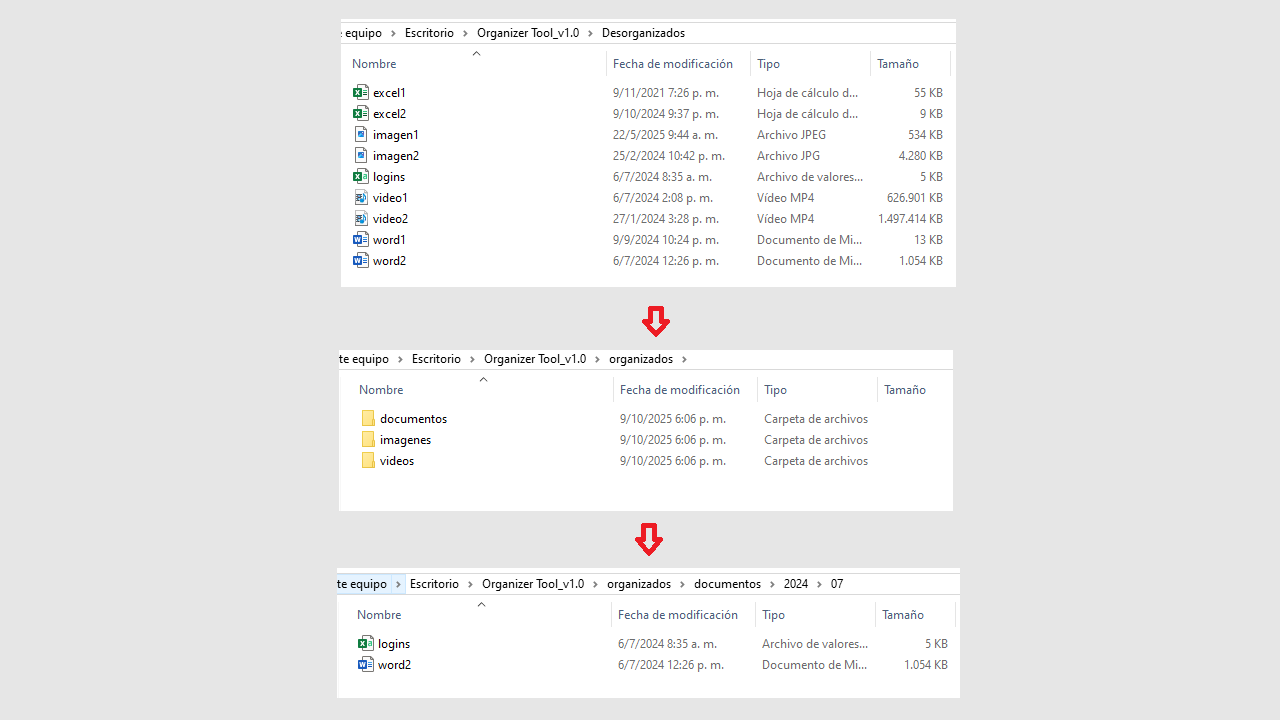 equipo > Escritorio > Organizer Tool_v1.0 > Desorganizados
Nombre Fecha de modificación Tipo Tamaño
excel1 9/11/2021 7:26 p. m. Hoja de cálculo d... 55 KB
excel2 9/10/2024 9:37 p. m. Hoja de cálculo d... 9 KB
imagen1 22/5/2025 9:44 a. m. Archivo JPEG 534 KB
imagen2 25/2/2024 10:42 p. m. Archivo JPG 4.280 KB
logins 6/7/2024 8:35 a. m. Archivo de valores... 5 KB
video1 6/7/2024 2:08 p. m. Vídeo MP4 626.901 KB
video2 27/1/2024 3:28 p. m. Vídeo MP4 1.497.414 KB
word1 9/9/2024 10:24 p. m. Documento de Mi... 13 KB
word2 6/7/2024 12:26 p. m. Documento de Mi... 1.054 KB
te equipo > Escritorio > Organizer Tool_v1.0 > organizados >
Nombre Fecha de modificación Tipo Tamaño
documentos 9/10/2025 6:06 p. m. Carpeta de archivos
imagenes 9/10/2025 6:06 p. m. Carpeta de archivos
videos 9/10/2025 6:06 p. m. Carpeta de archivos
te equipo > Escritorio > Organizer Tool_v1.0 > organizados > documentos > 2024 > 07
Nombre Fecha de modificación Tipo Tamaño
logins 6/7/2024 8:35 a. m. Archivo de valores... 5 KB
word2 6/7/2024 12:26 p. m. Documento de Mi... 1.054 KB